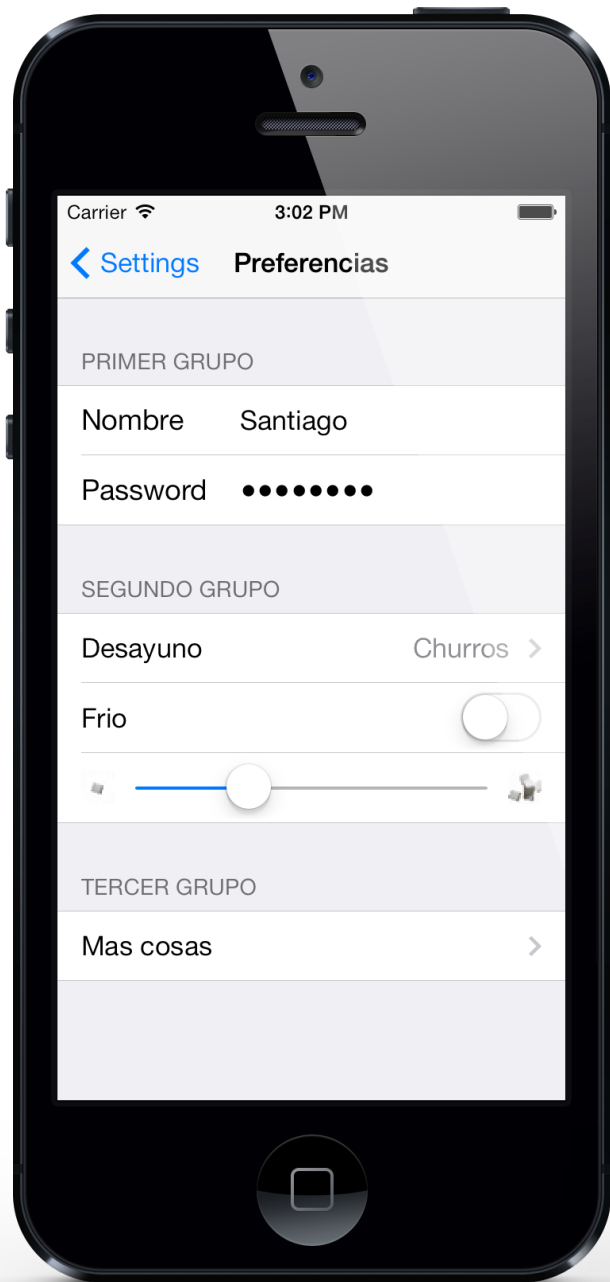 Carrier 3:02 PM
Settings Preferencias
PRIMER GRUPO
Nombre Santiago
Password ••••••••
SEGUNDO GRUPO
Desayuno Churros
Frio
TERCER GRUPO
Mas cosas